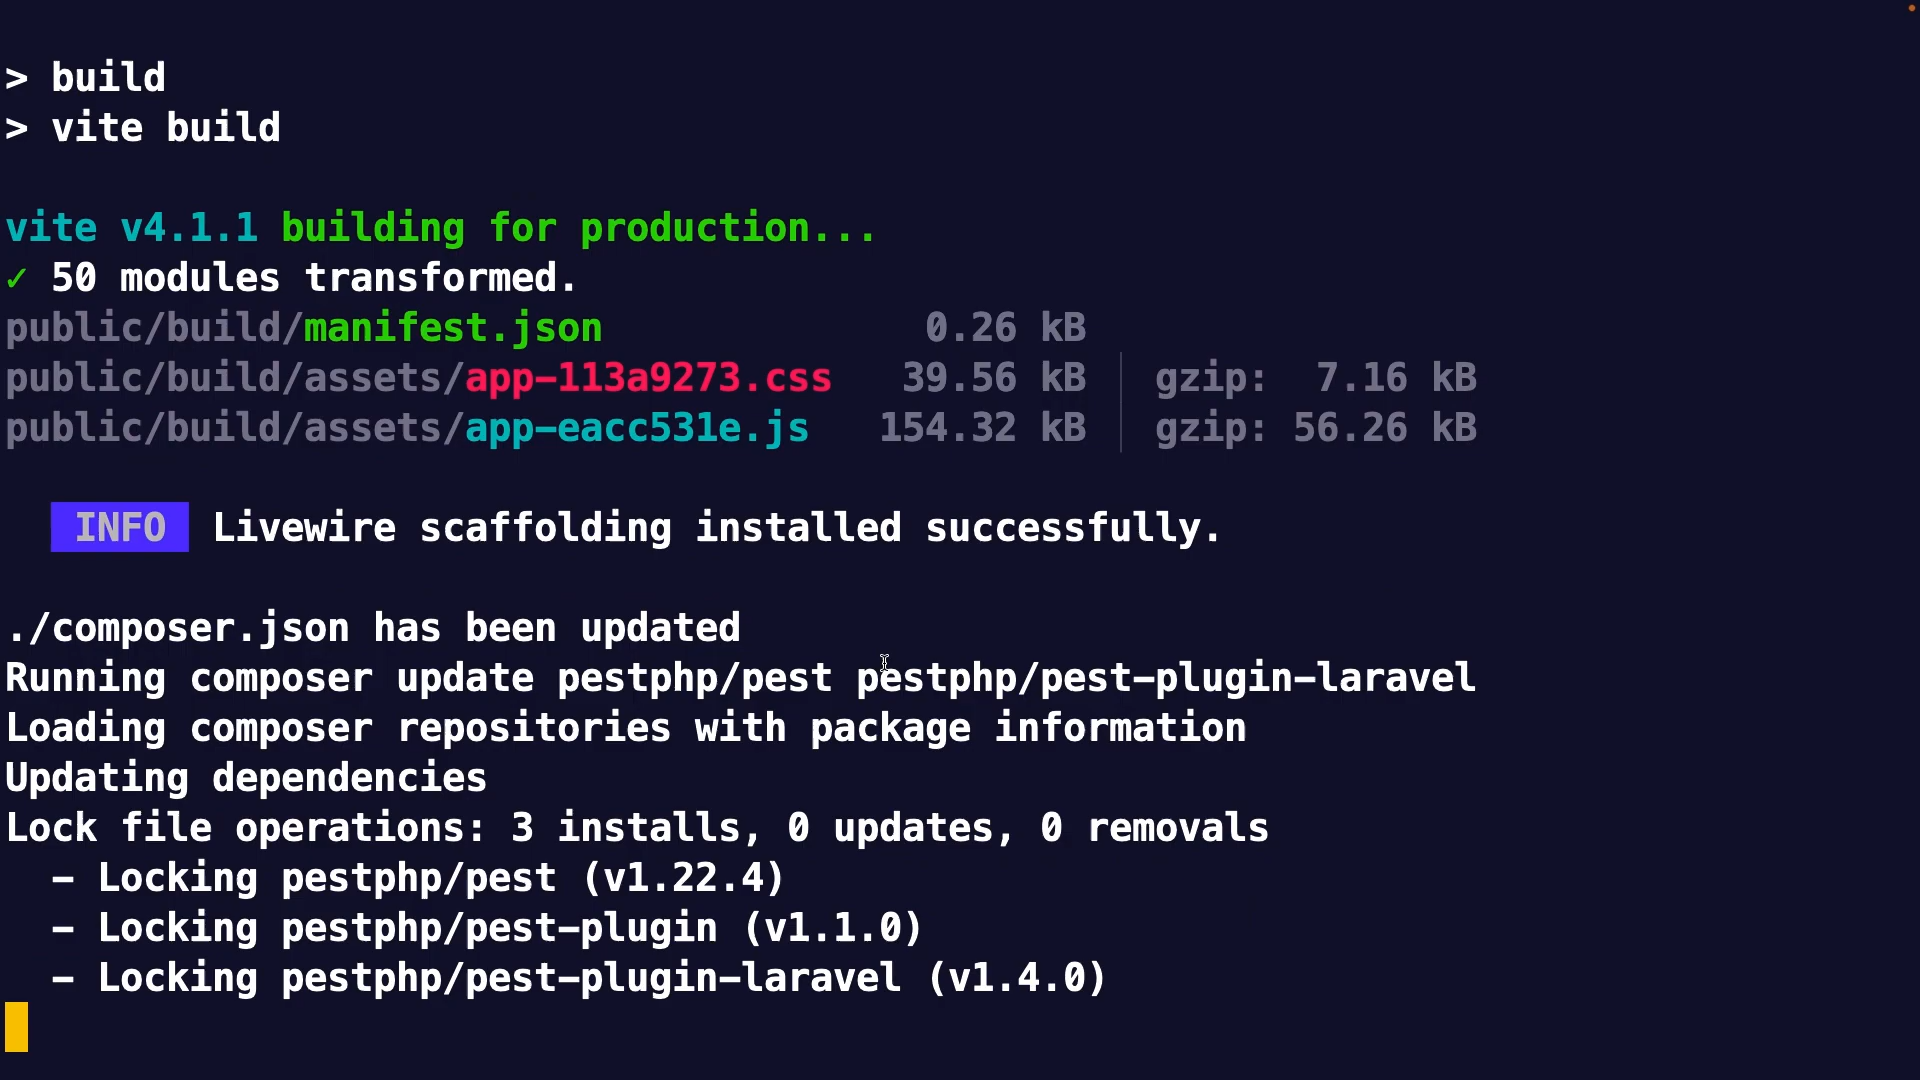 > build
> vite build
vite v4.1.1 building for production...
✓ 50 modules transformed.
public/build/manifest.json 0.26 kB
public/build/assets/app-113a9273.css 39.56 kB │ gzip: 7.16 kB
public/build/assets/app-eacc531e.js 154.32 kB │ gzip: 56.26 kB
INFO Livewire scaffolding installed successfully.
./composer.json has been updated
Running composer update pestphp/pest pestphp/pest-plugin-laravel
Loading composer repositories with package information
Updating dependencies
Lock file operations: 3 installs, 0 updates, 0 removals
- Locking pestphp/pest (v1.22.4)
- Locking pestphp/pest-plugin (v1.1.0)
- Locking pestphp/pest-plugin-laravel (v1.4.0)